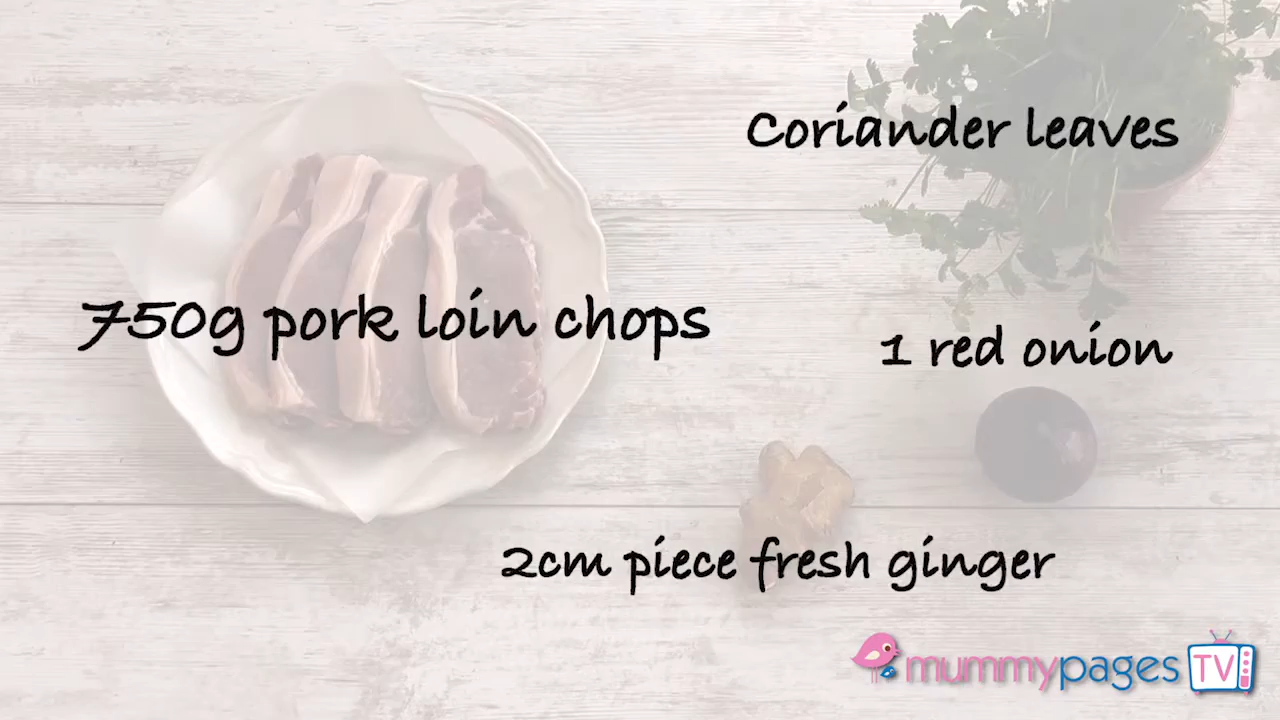 Coriander leaves
750g pork loin chops
1 red onion
2cm piece fresh ginger
mummypages TV